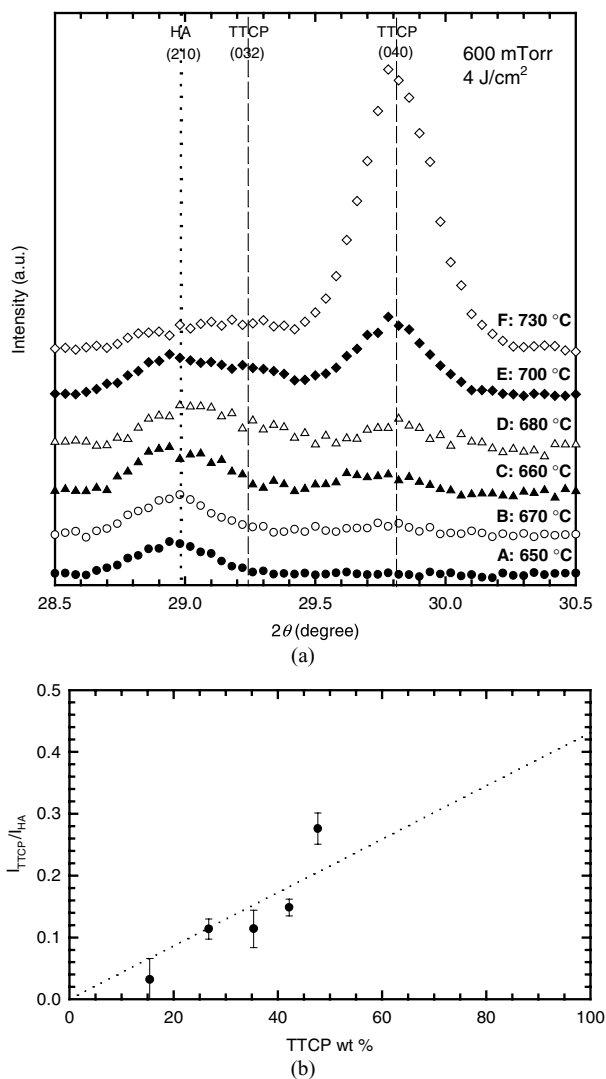 HA TTCP TTCP
(210) (032) (040)
600 mTorr
4 J/cm²
Intensity (a.u.)
F: 730 °C
E: 700 °C
D: 680 °C
C: 660 °C
B: 670 °C
A: 650 °C
28.5 29.0 29.5 30.0 30.5
2θ (degree)
(a)
0.5
0.4
0.3
0.2
0.1
0.0
I_TTCP/I_HA
0 20 40 60 80 100
TTCP wt %
(b)